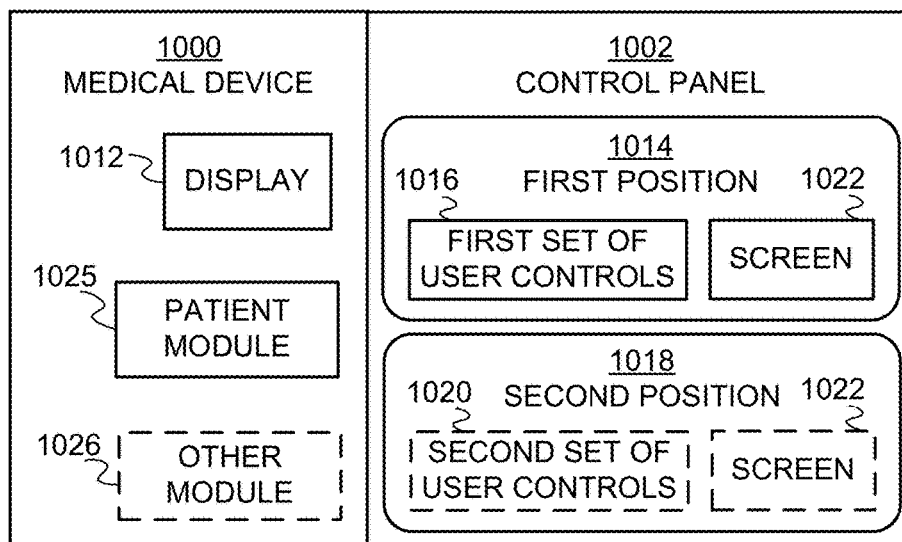 1000
MEDICAL DEVICE
1012
DISPLAY
1025
PATIENT
MODULE
1026
OTHER
MODULE
1002
CONTROL PANEL
1014
FIRST POSITION
1016
1022
FIRST SET OF
USER CONTROLS
SCREEN
1018
SECOND POSITION
1020
1022
SECOND SET OF
USER CONTROLS
SCREEN